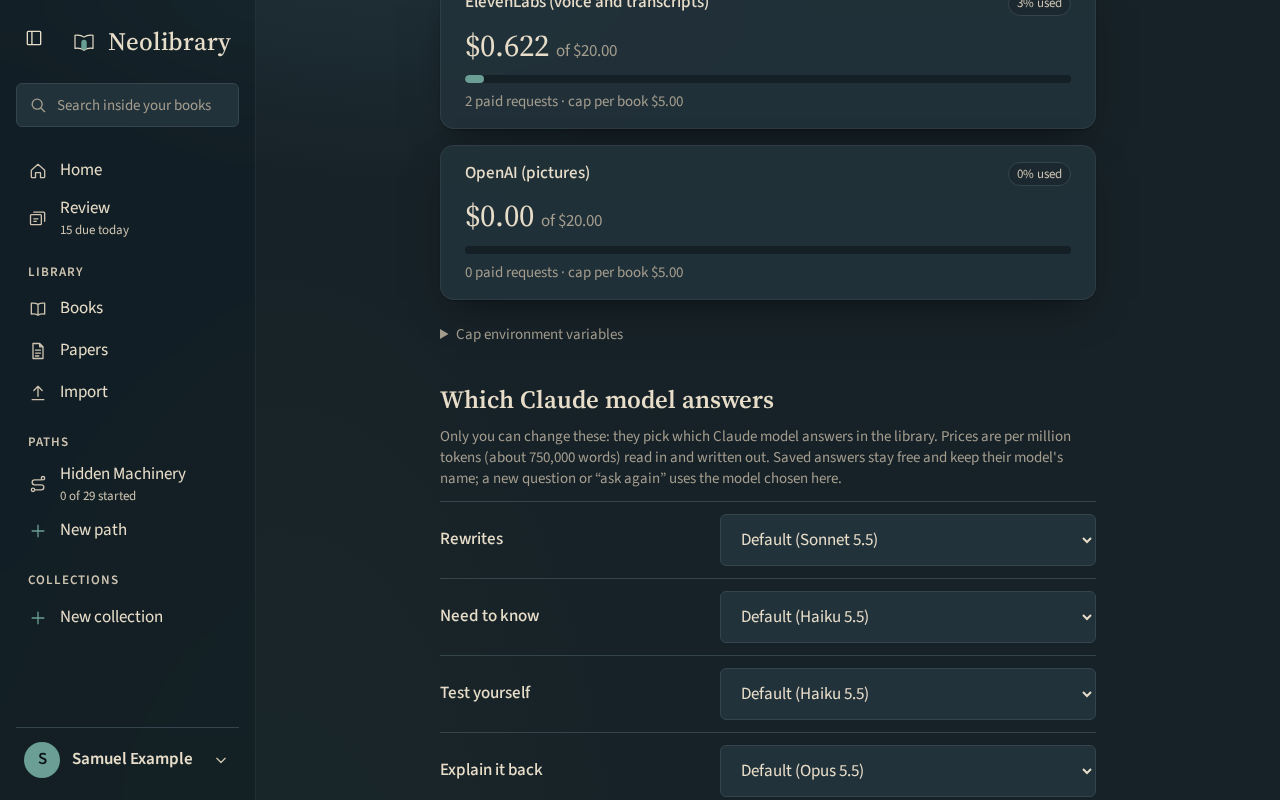 Neolibrary
Search inside your books
Home
Review
15 due today
LIBRARY
Books
Papers
Import
PATHS
Hidden Machinery
0 of 29 started
New path
COLLECTIONS
New collection
S
Samuel Example
ElevenLabs (voice and transcripts)
3% used
$0.622 of $20.00
2 paid requests · cap per book $5.00
OpenAI (pictures)
0% used
$0.00 of $20.00
0 paid requests · cap per book $5.00
Cap environment variables
Which Claude model answers
Only you can change these: they pick which Claude model answers in the library. Prices are per million
tokens (about 750,000 words) read in and written out. Saved answers stay free and keep their model's
name; a new question or “ask again” uses the model chosen here.
Rewrites
Default (Sonnet 5.5)
Need to know
Default (Haiku 5.5)
Test yourself
Default (Haiku 5.5)
Explain it back
Default (Opus 5.5)